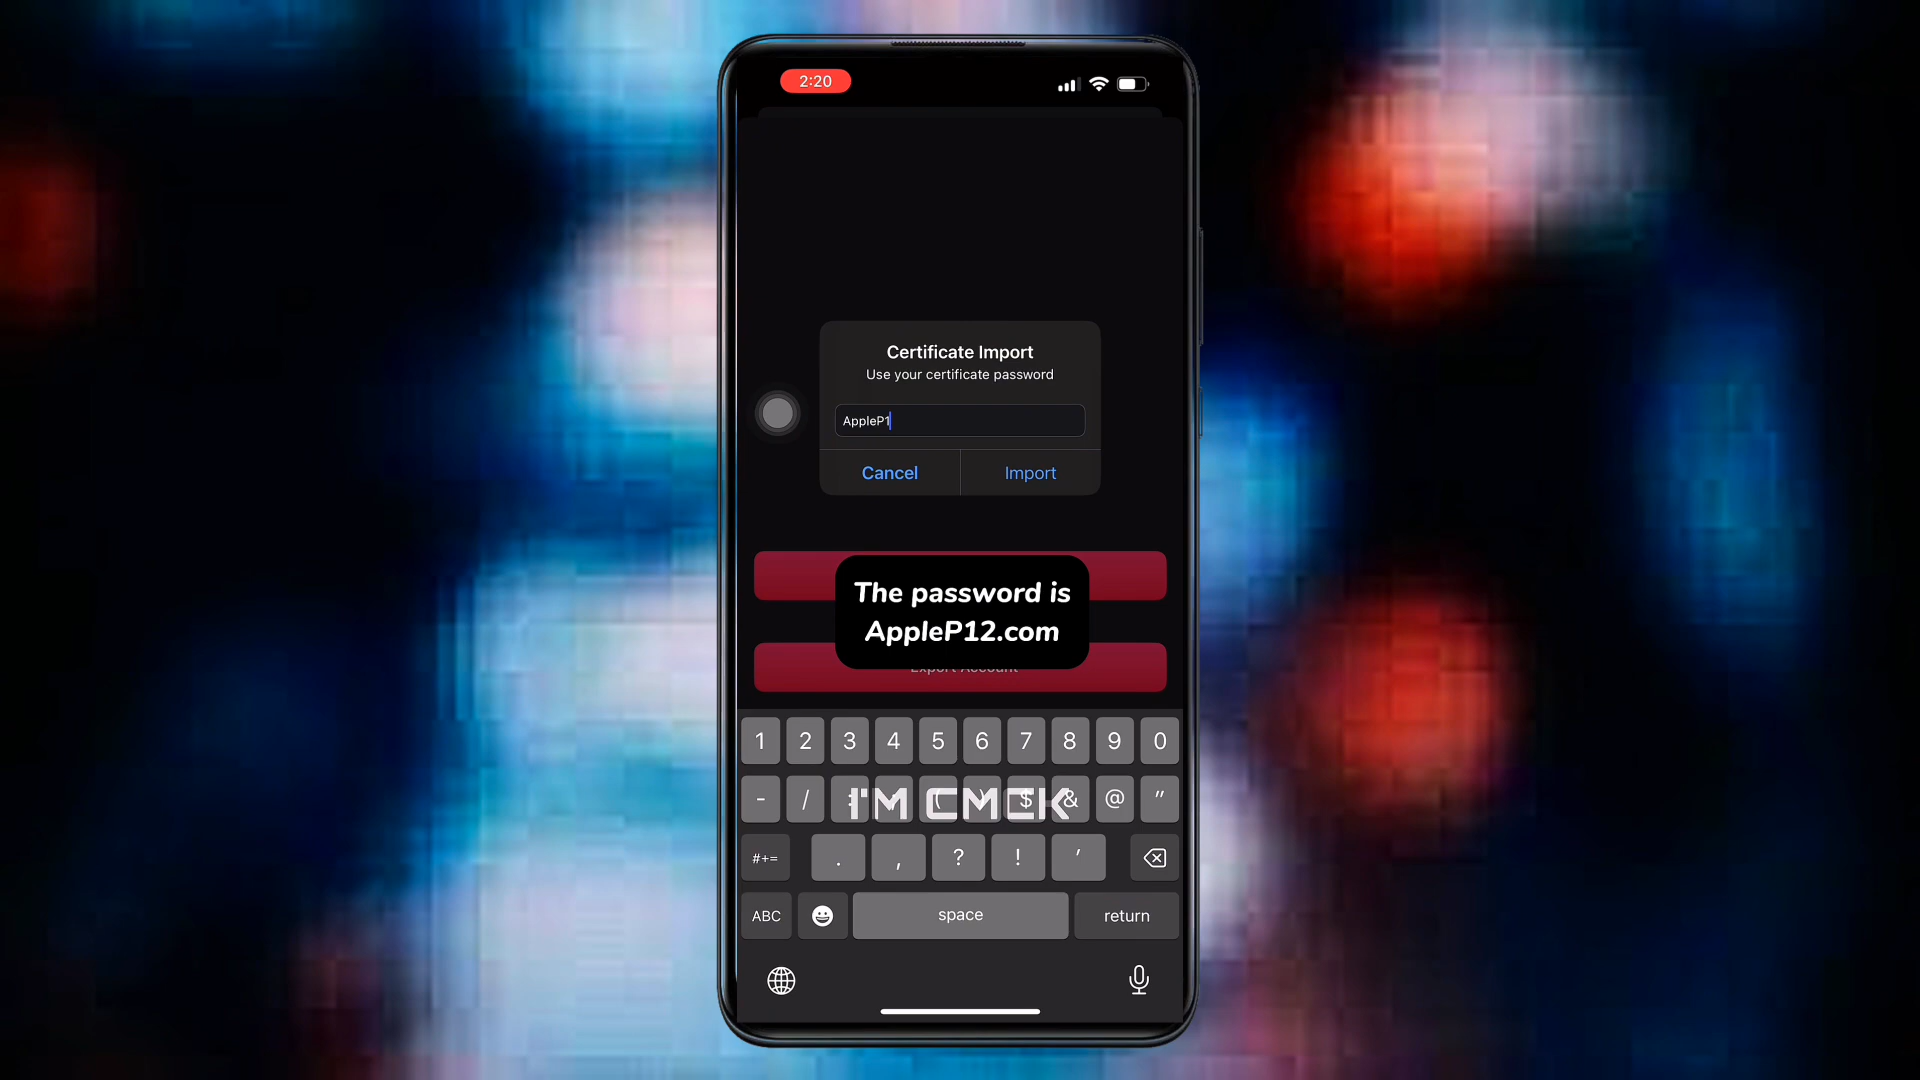 2:20
Certificate Import
Use your certificate password
AppleP1
Cancel
Import
The password is
AppleP12.com
Export Account
1 2 3 4 5 6 7 8 9 0
- / ( ) $ & @ "
I'M CMCK
#+= . , ? ! '
ABC
space
return